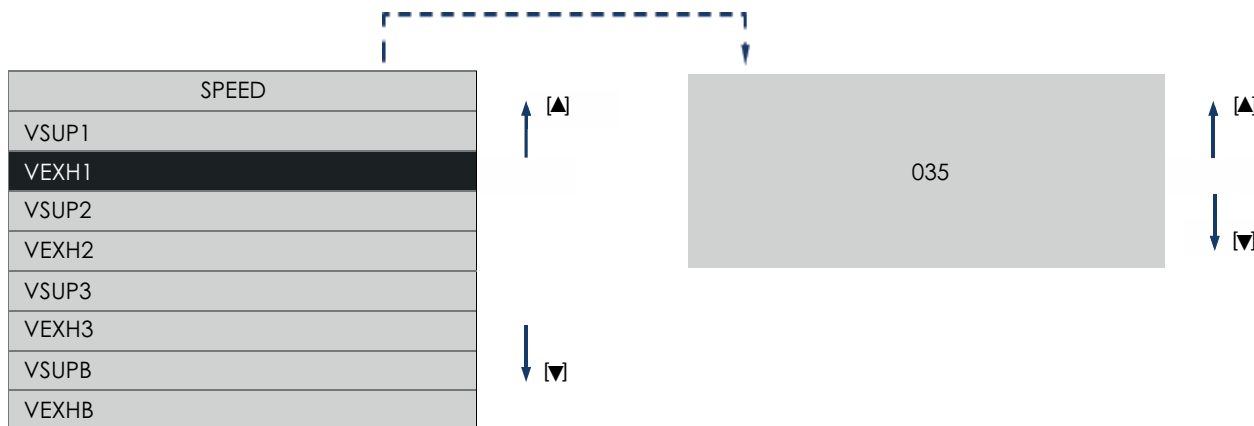 SPEED
VSUP1
VEXH1
VSUP2
VEXH2
VSUP3
VEXH3
VSUPB
VEXHB
[▲]
[▼]
035
[▲]
[▼]